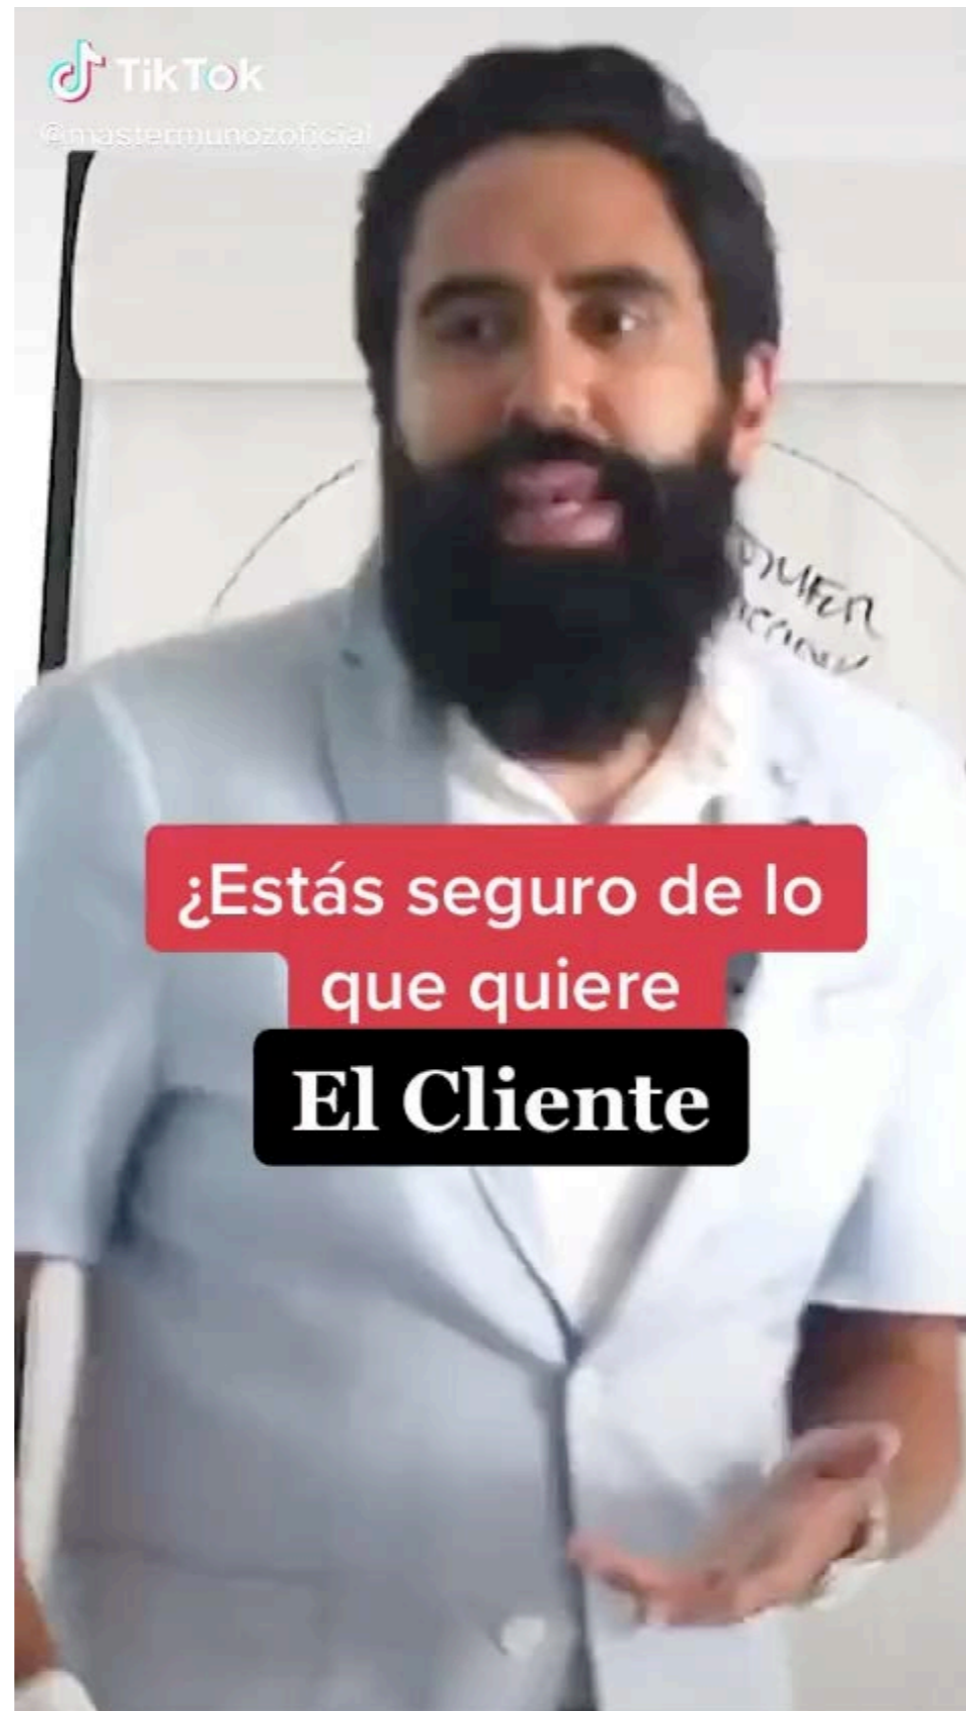 TikTok
@mastermunozoficial
¿Estás seguro de lo
que quiere
El Cliente